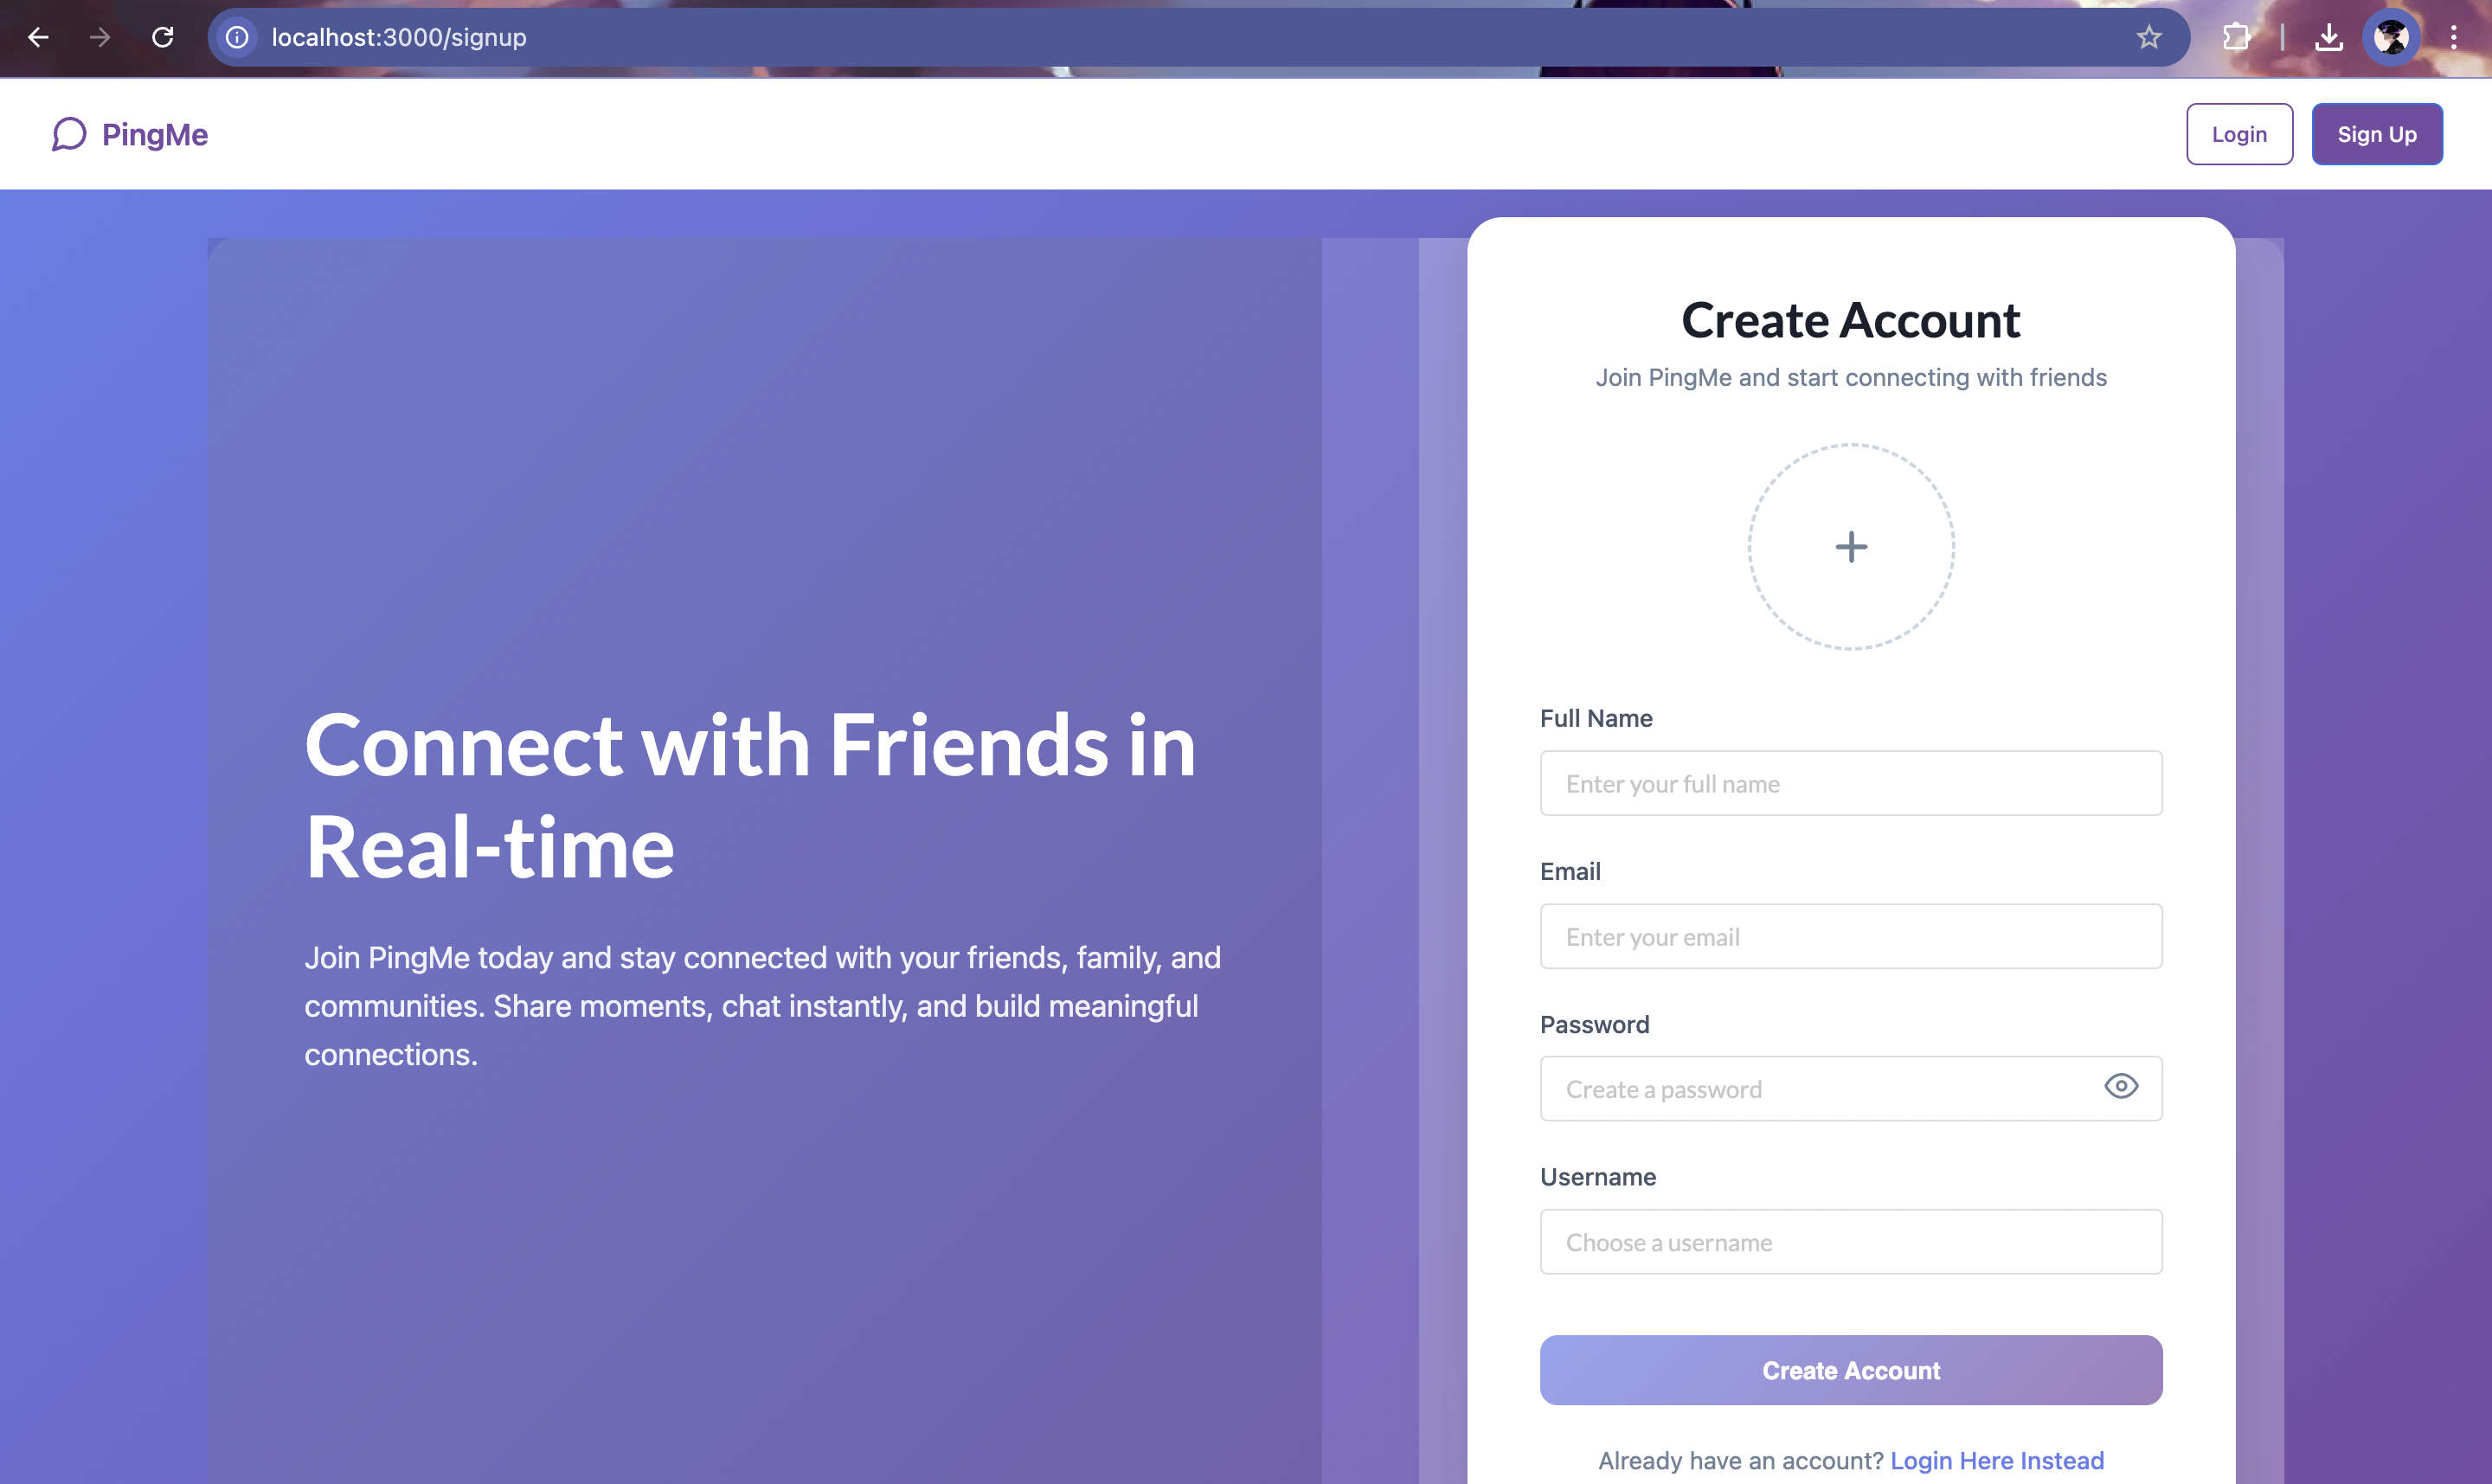 localhost:3000/signup
PingMe
Login
Sign Up
Connect with Friends in
Real-time
Join PingMe today and stay connected with your friends, family, and
communities. Share moments, chat instantly, and build meaningful
connections.
Create Account
Join PingMe and start connecting with friends
Full Name
Enter your full name
Email
Enter your email
Password
Create a password
Username
Choose a username
Create Account
Already have an account? Login Here Instead